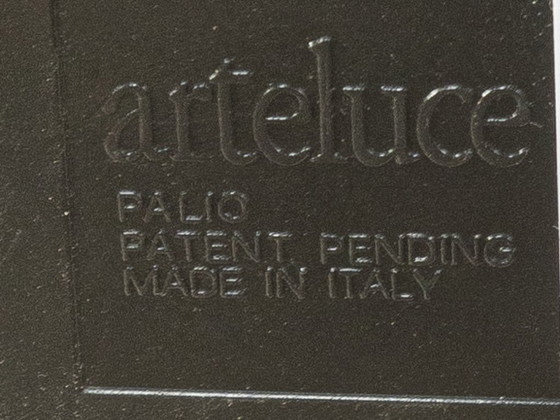 arteluce
PALIO
PATENT PENDING
MADE IN ITALY